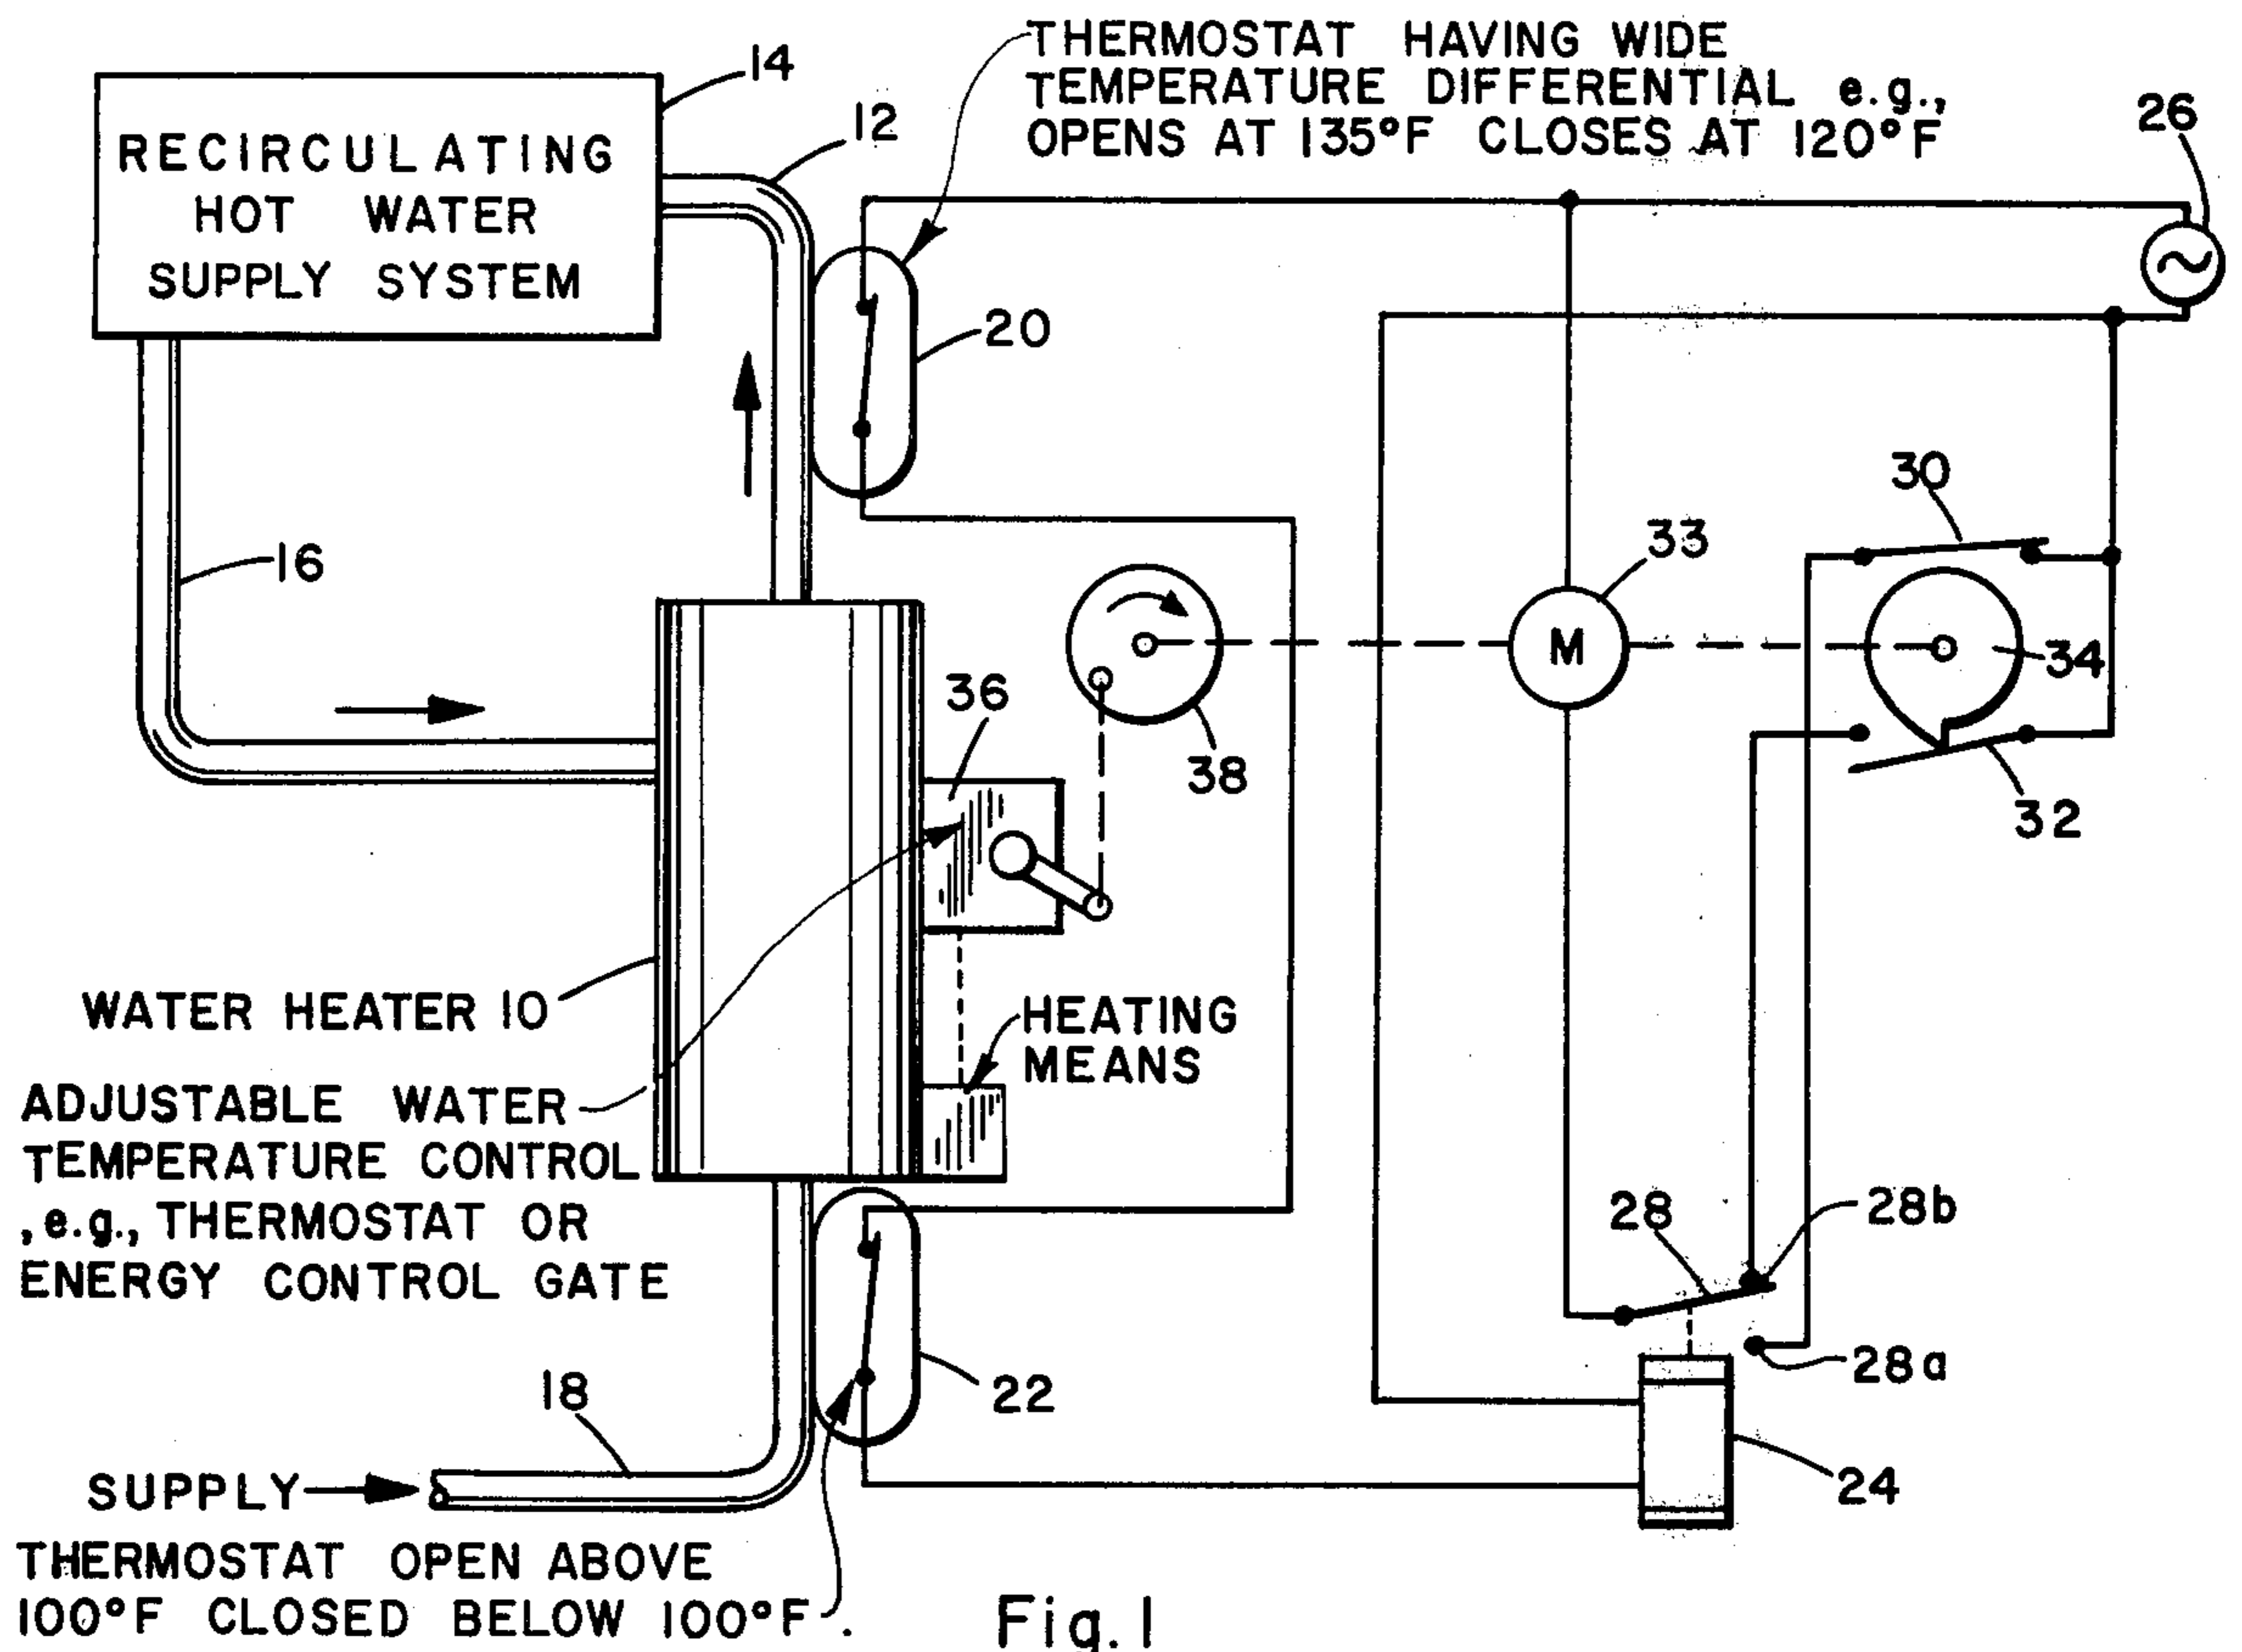 THERMOSTAT HAVING WIDE
TEMPERATURE DIFFERENTIAL e.g.,
OPENS AT 135°F CLOSES AT 120°F
14
12
26
RECIRCULATING
HOT WATER
SUPPLY SYSTEM
20
30
33
16
34
36
38
32
WATER HEATER 10
HEATING
MEANS
M
ADJUSTABLE WATER
TEMPERATURE CONTROL
, e.g., THERMOSTAT OR
ENERGY CONTROL GATE
28
28b
28a
22
18
24
SUPPLY
THERMOSTAT OPEN ABOVE
100°F CLOSED BELOW 100°F.
Fig. 1